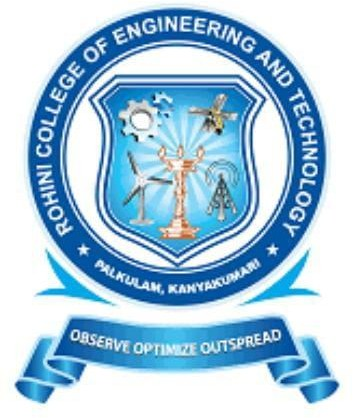 ROHINI COLLEGE OF ENGINEERING AND TECHNOLOGY
PALKULAM, KANYAKUMARI
OBSERVE OPTIMIZE OUTSPREAD